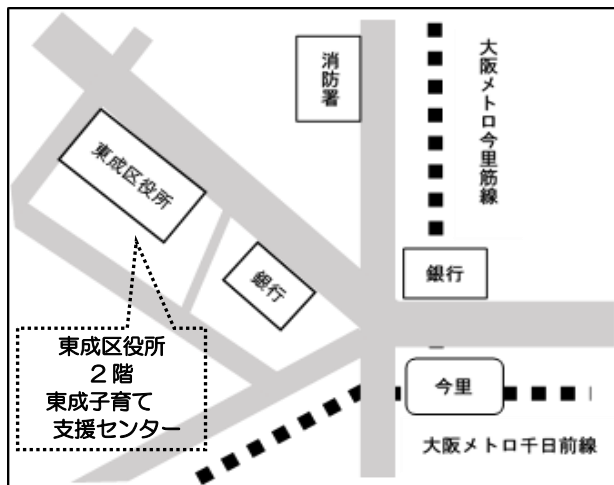 消防署
大阪メトロ今里筋線
東成区役所
銀行
銀行
東成区役所
２階
東成子育て
支援センター
今里
大阪メトロ千日前線